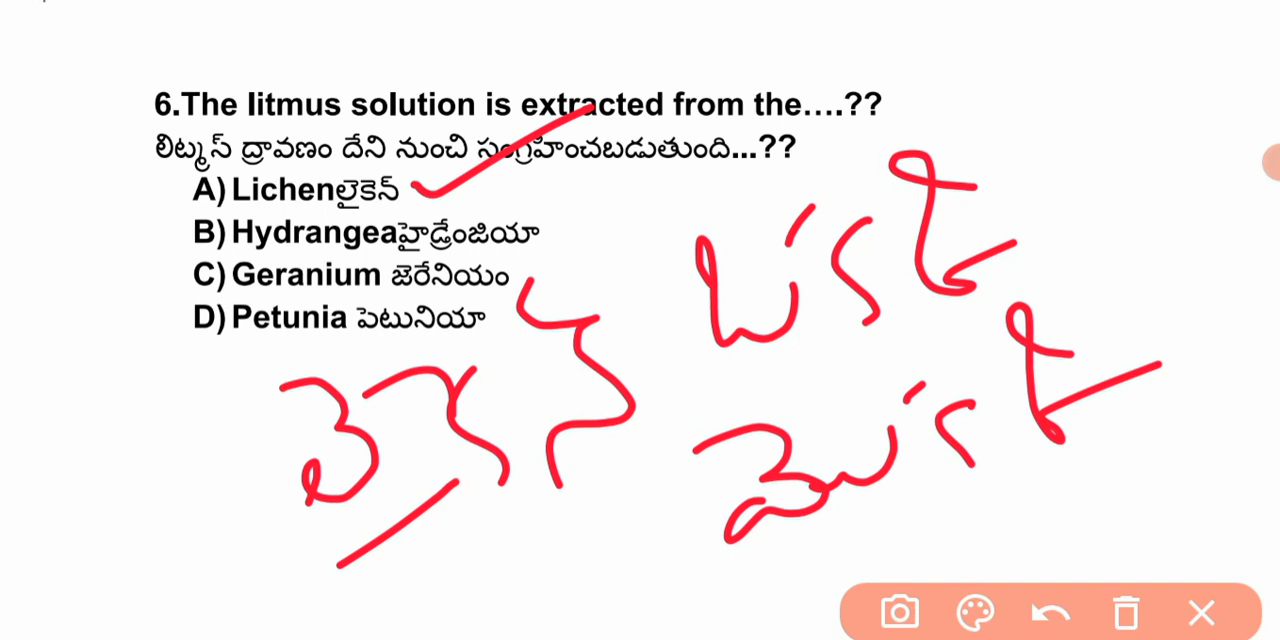 6.The litmus solution is extracted from the....??
లిట్మస్ ద్రావణం దేని నుంచి సంగ్రహించబడుతుంది...??
A) Lichenలైకెన్
B) Hydrangeaహైడ్రేంజియా
C) Geranium జెరేనియం
D) Petunia పెటునియా